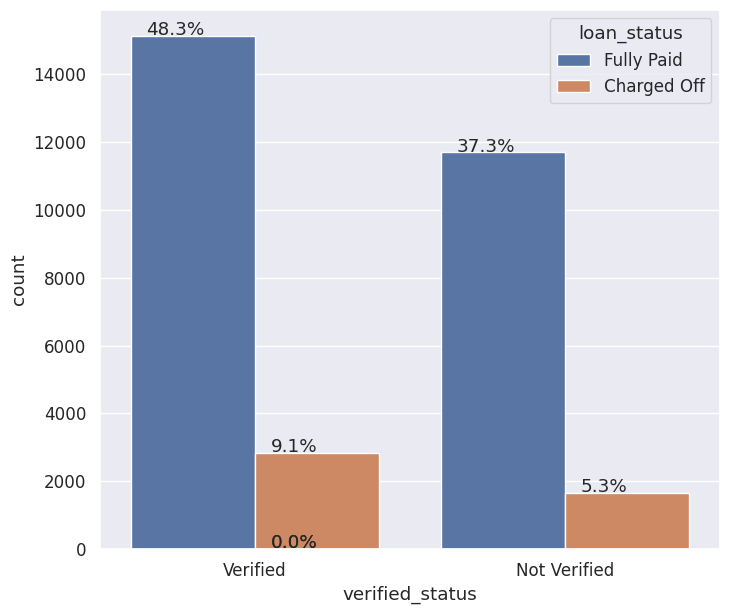 48.3%
loan_status
Fully Paid
Charged Off
14000
12000
37.3%
10000
count
8000
6000
4000
9.1%
2000
5.3%
0.0%
0
Verified
Not Verified
verified_status